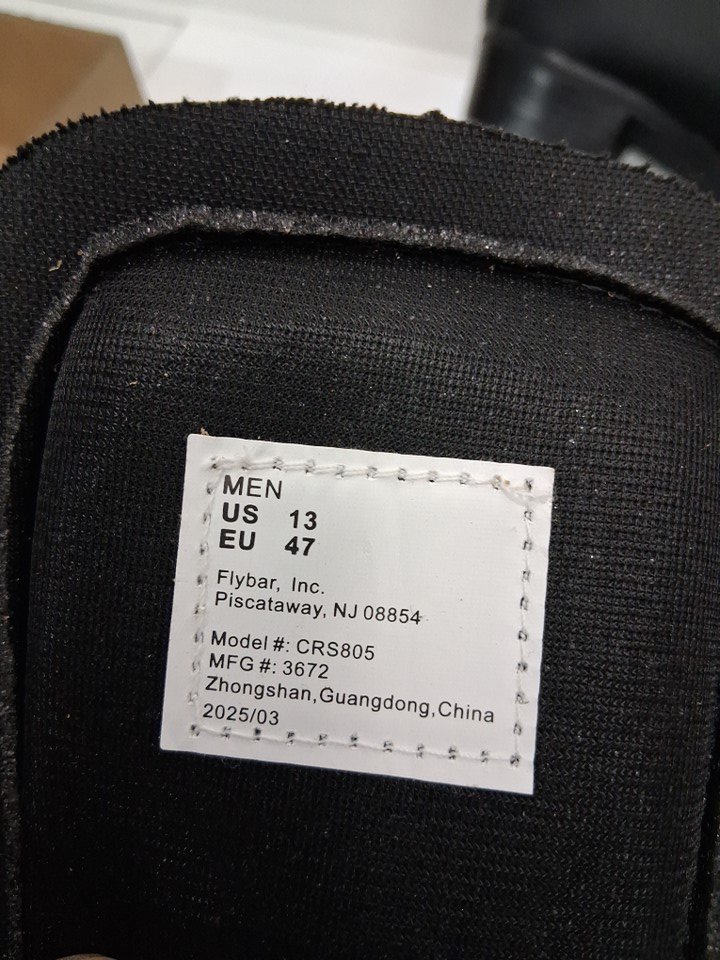 MEN
US 13
EU 47
Flybar, Inc.
Piscataway, NJ 08854
Model #: CRS805
MFG #: 3672
Zhongshan,Guangdong,China
2025/03